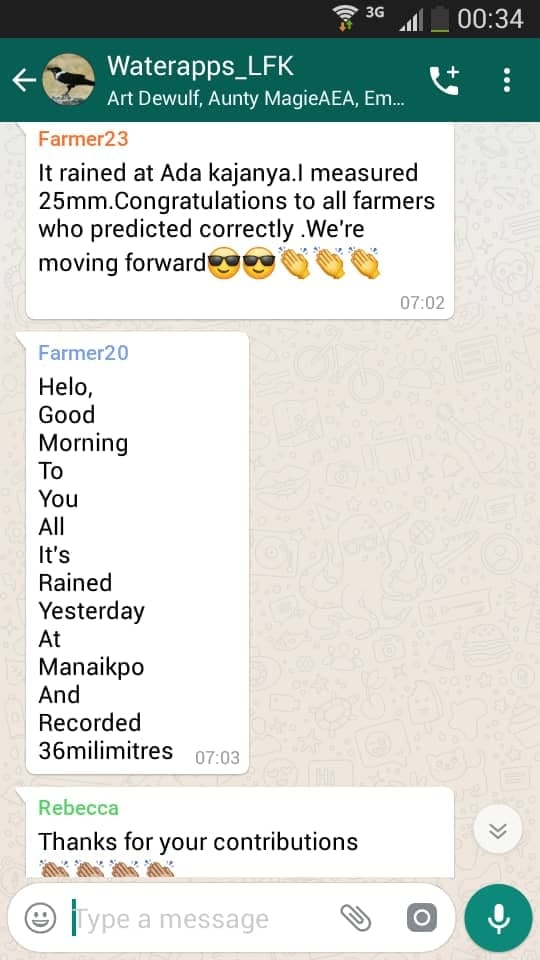 3G 00:34
Waterapps_LFK
Art Dewulf, Aunty MagieAEA, Em...
Farmer23
It rained at Ada kajanya.I measured
25mm.Congratulations to all farmers
who predicted correctly .We're
moving forward😎😎👏👏👏
07:02
Farmer20
Helo,
Good
Morning
To
You
All
It's
Rained
Yesterday
At
Manaikpo
And
Recorded
36milimitres 07:03
Rebecca
Thanks for your contributions
👏🏽👏🏽👏🏽👏🏽
Type a message